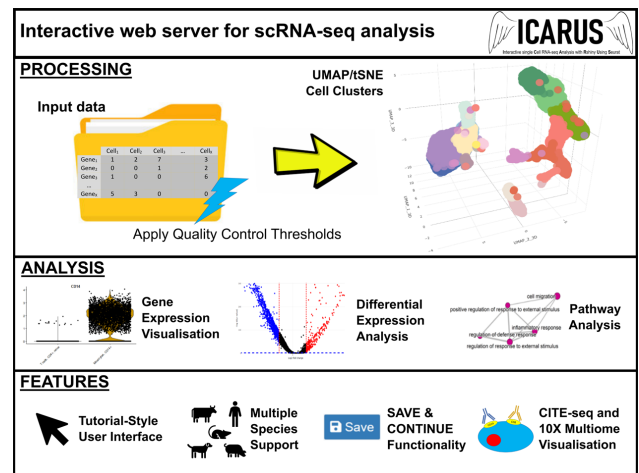 Interactive web server for scRNA-seq analysis
ICARUS
Interactive single Cell RNA-seq Analysis with Rshiny Using Seurat
PROCESSING
Input data
Cell₁ Cell₂ Cell₃ ... Cellₓ
Gene₁ 1 2 7 3
Gene₂ 0 0 1 2
Gene₃ 1 0 0 6
...
5 3 0 0
Apply Quality Control Thresholds
UMAP/tSNE
Cell Clusters
UMAP_3_3D
UMAP_1_3D
UMAP_2_3D
ANALYSIS
CD14
Gene
Expression
Visualisation
Differential
Expression
Analysis
cell migration
positive regulation of response to external stimulus
inflammatory response
regulation of defense response
regulation of response to external stimulus
Pathway
Analysis
FEATURES
Tutorial-Style
User Interface
Multiple
Species
Support
Save
SAVE &
CONTINUE
Functionality
CITE-seq and
10X Multiome
Visualisation